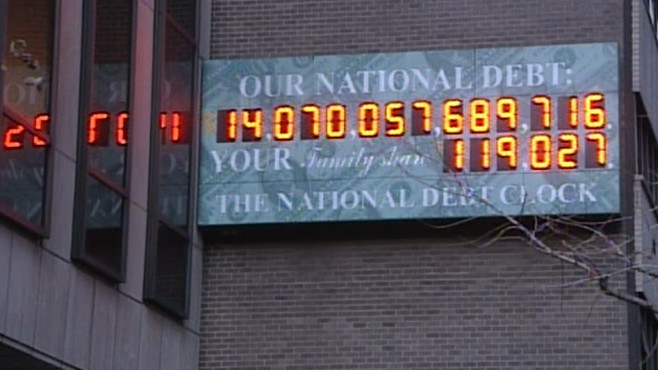 OUR NATIONAL DEBT:
14,070,057,689,716
YOUR Family share 119,027
THE NATIONAL DEBT CLOCK